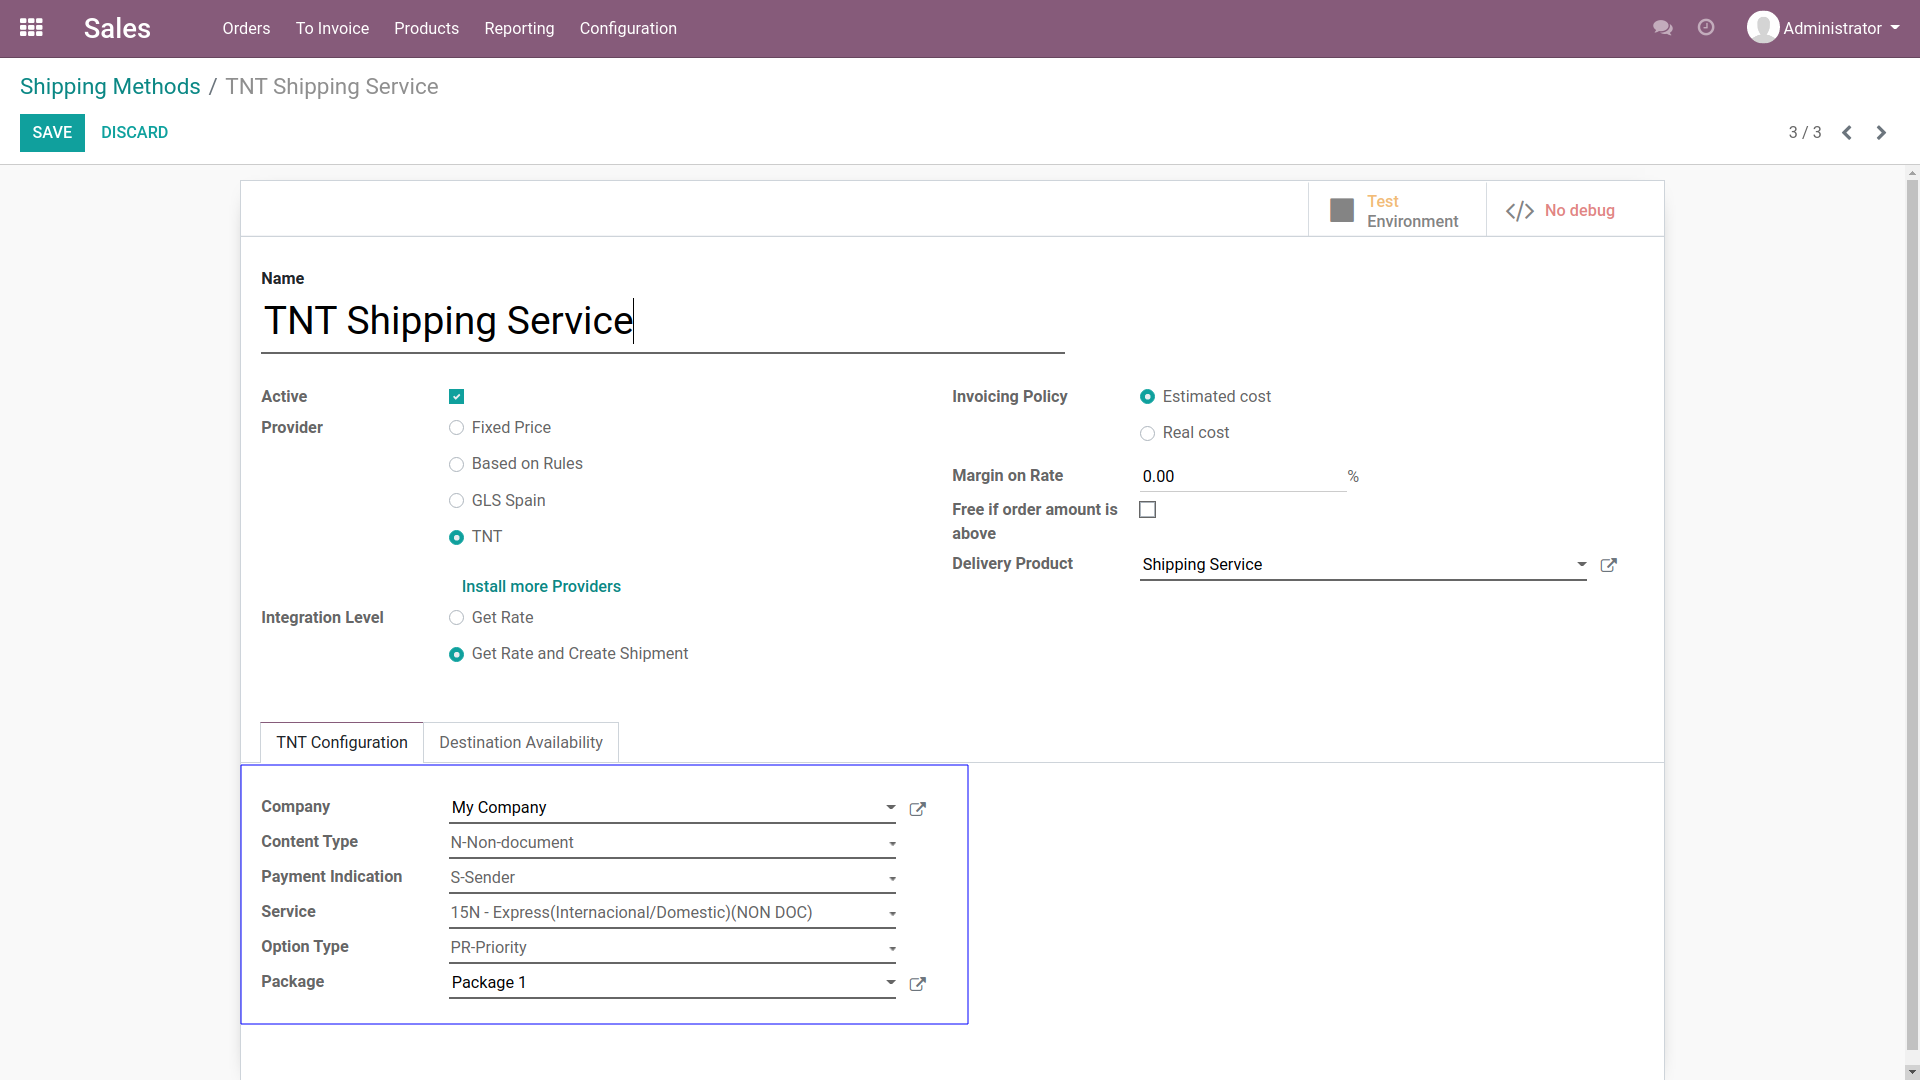 Sales
Orders To Invoice Products Reporting Configuration
Administrator
Shipping Methods / TNT Shipping Service
SAVE DISCARD
3 / 3
Test
Environment
</> No debug
Name
TNT Shipping Service
Active
Provider
Fixed Price
Based on Rules
GLS Spain
TNT
Install more Providers
Integration Level
Get Rate
Get Rate and Create Shipment
Invoicing Policy
Estimated cost
Real cost
Margin on Rate 0.00 %
Free if order amount is
above
Delivery Product Shipping Service
TNT Configuration Destination Availability
Company My Company
Content Type N-Non-document
Payment Indication S-Sender
Service 15N - Express(Internacional/Domestic)(NON DOC)
Option Type PR-Priority
Package Package 1